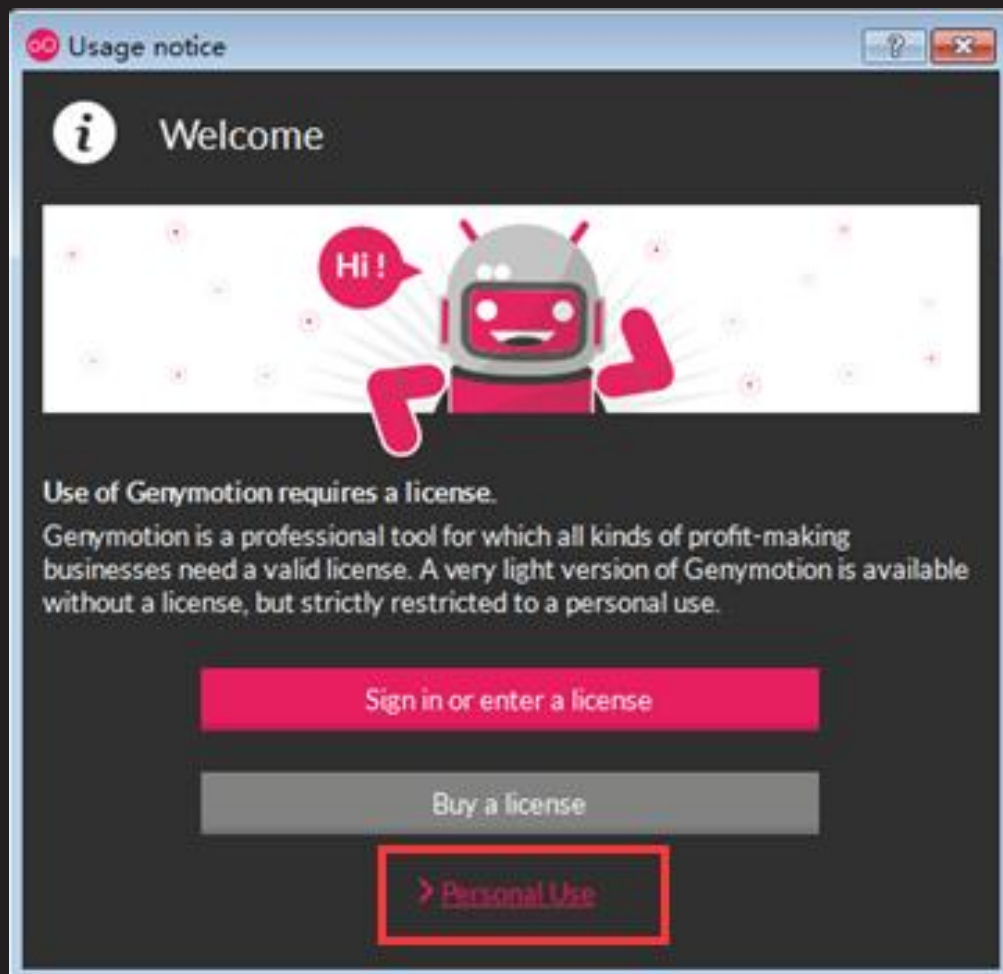 Usage notice
Welcome
Hi !
Use of Genymotion requires a license.
Genymotion is a professional tool for which all kinds of profit-making
businesses need a valid license. A very light version of Genymotion is available
without a license, but strictly restricted to a personal use.
Sign in or enter a license
Buy a license
> Personal Use